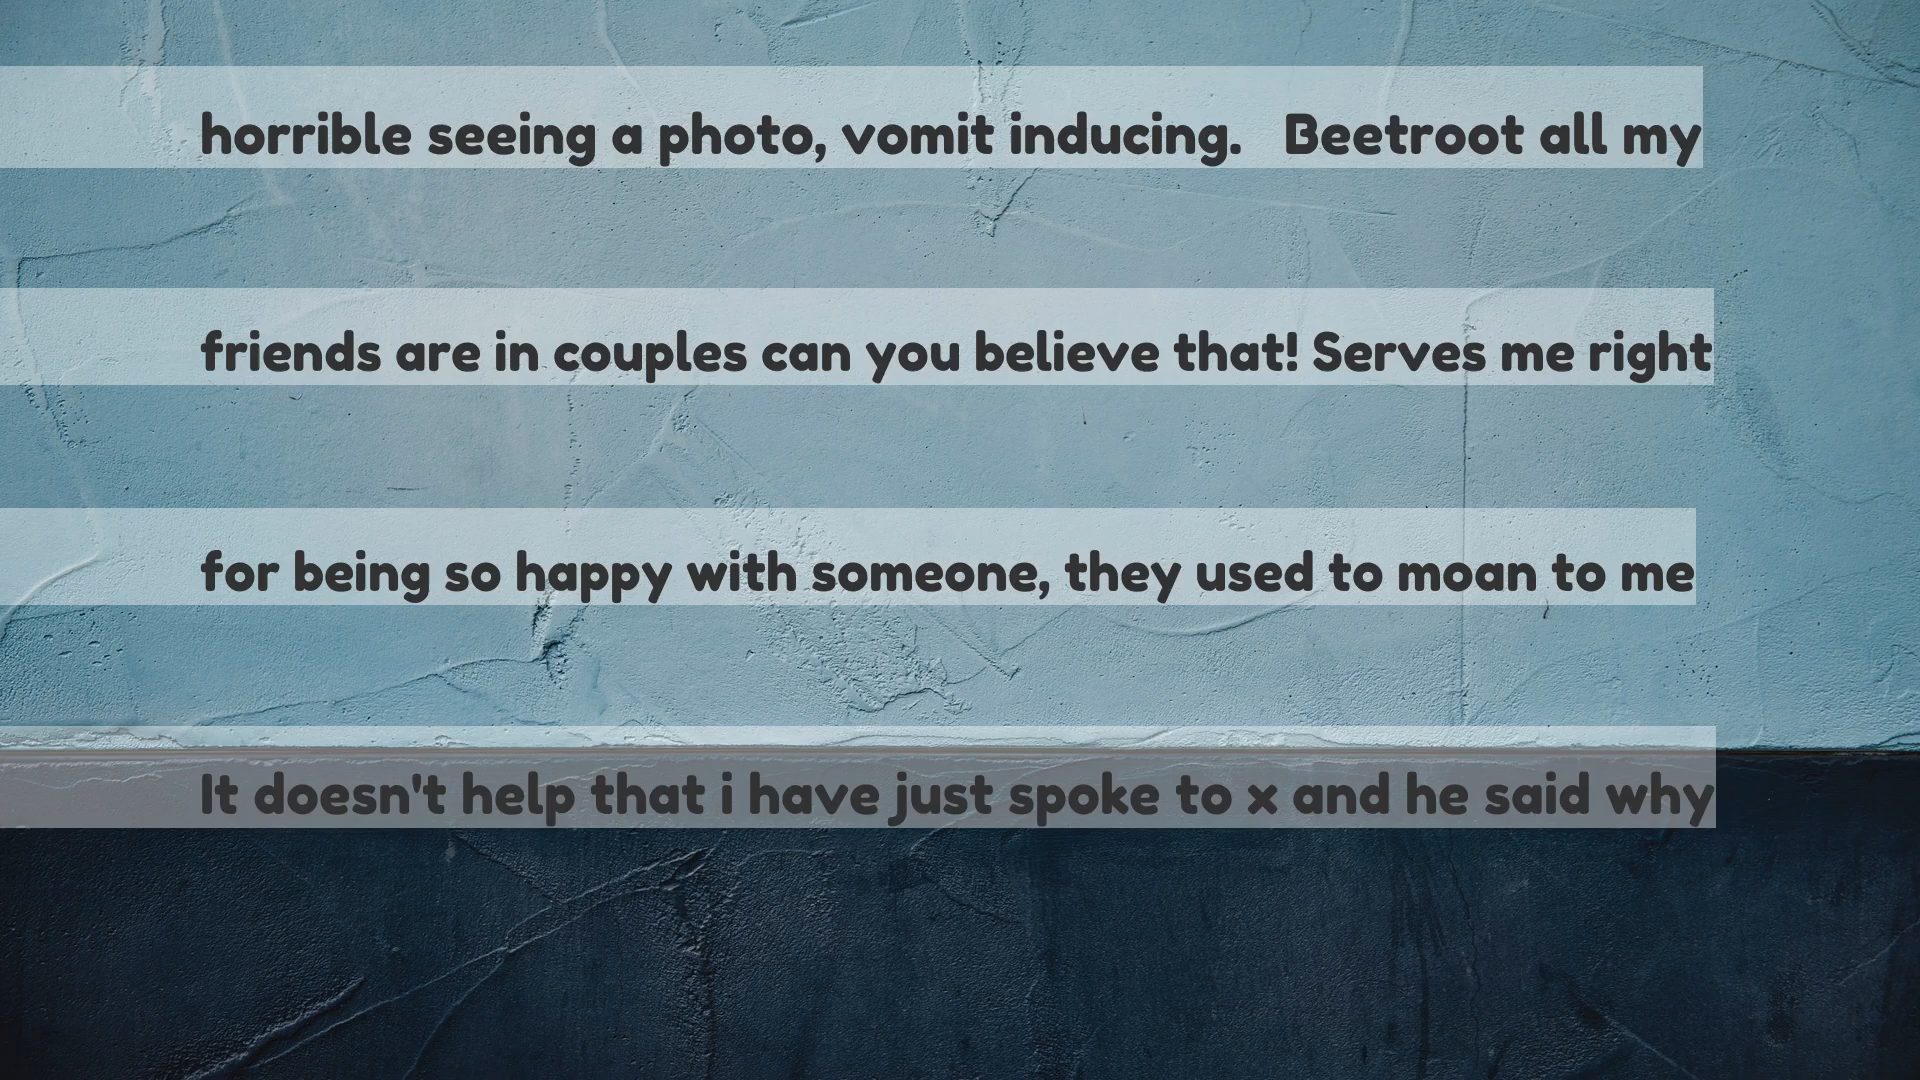 horrible seeing a photo, vomit inducing.   Beetroot all my
friends are in couples can you believe that! Serves me right
for being so happy with someone, they used to moan to me
It doesn't help that i have just spoke to x and he said why